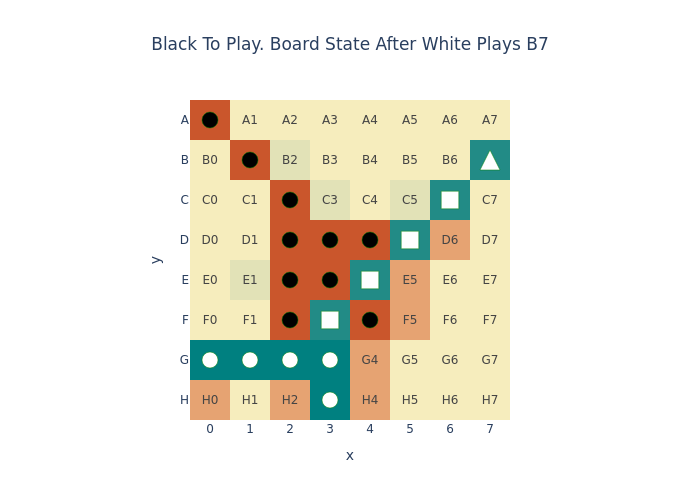 Black To Play. Board State After White Plays B7
A A1 A2 A3 A4 A5 A6 A7
B B0 B2 B3 B4 B5 B6
C C0 C1 C3 C4 C5 C7
D D0 D1 D6 D7
y
E E0 E1 E5 E6 E7
F F0 F1 F5 F6 F7
G G4 G5 G6 G7
H H0 H1 H2 H4 H5 H6 H7
0 1 2 3 4 5 6 7
x